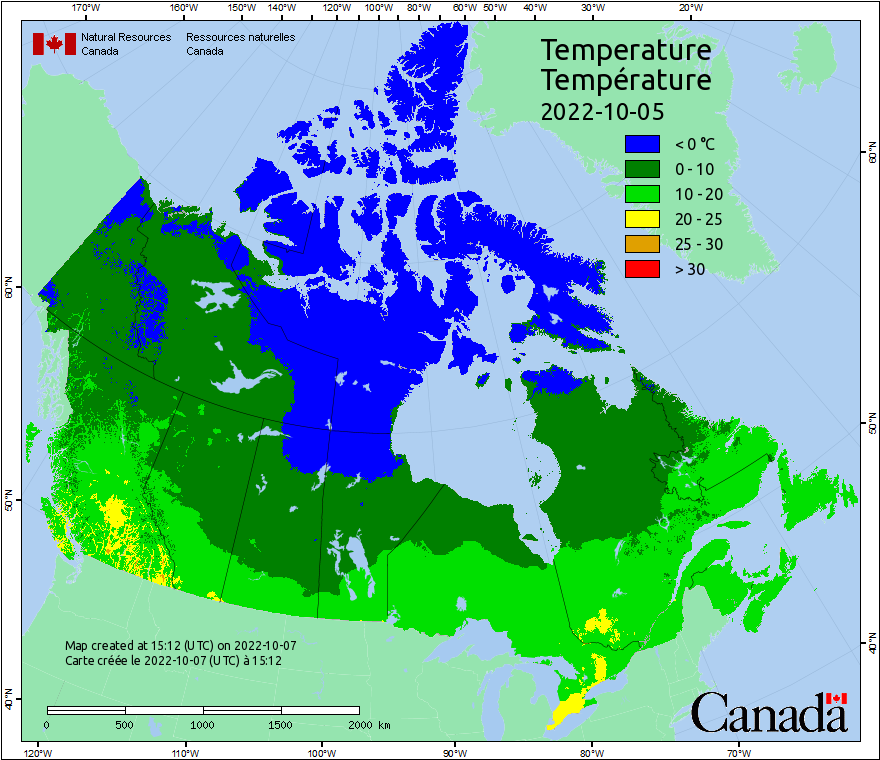 170°W 160°W 150°W 140°W 130°W 120°W 110°W 100°W 90°W 80°W 60°W 50°W 40°W 30°W 20°W
Natural Resources Canada
Ressources naturelles Canada
Temperature
Température
2022-10-05
< 0 °C
0 - 10
10 - 20
20 - 25
25 - 30
> 30
60°N
50°N
40°N
60°N
50°N
40°N
Map created at 15:12 (UTC) on 2022-10-07
Carte créée le 2022-10-07 (UTC) à 15:12
0 500 1000 1500 2000 km
Canada
120°W 110°W 100°W 90°W 80°W 70°W